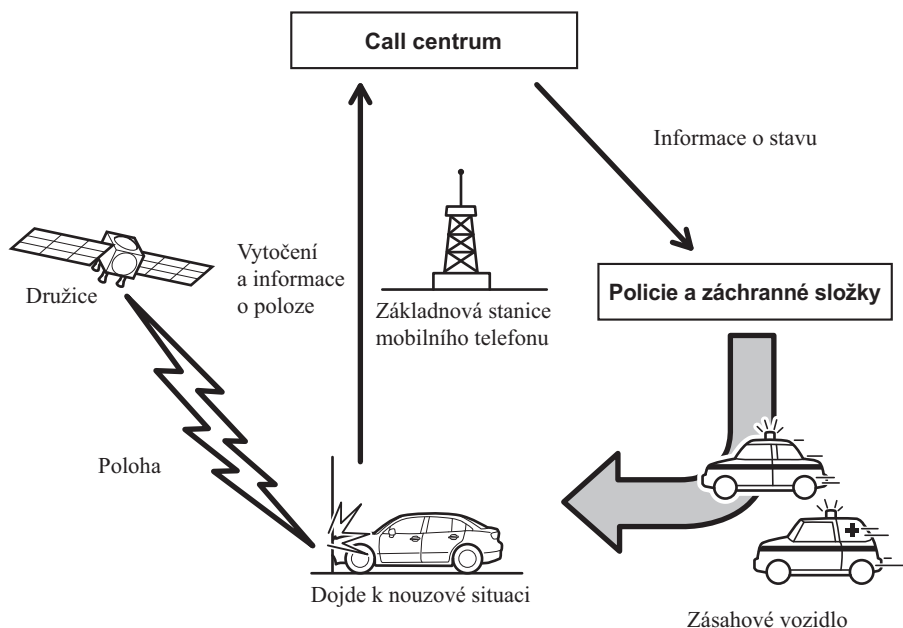 Call centrum
Informace o stavu
Vytočení
a informace
o poloze
Družice
Základnová stanice
mobilního telefonu
Policie a záchranné složky
Poloha
Dojde k nouzové situaci
Zásahové vozidlo